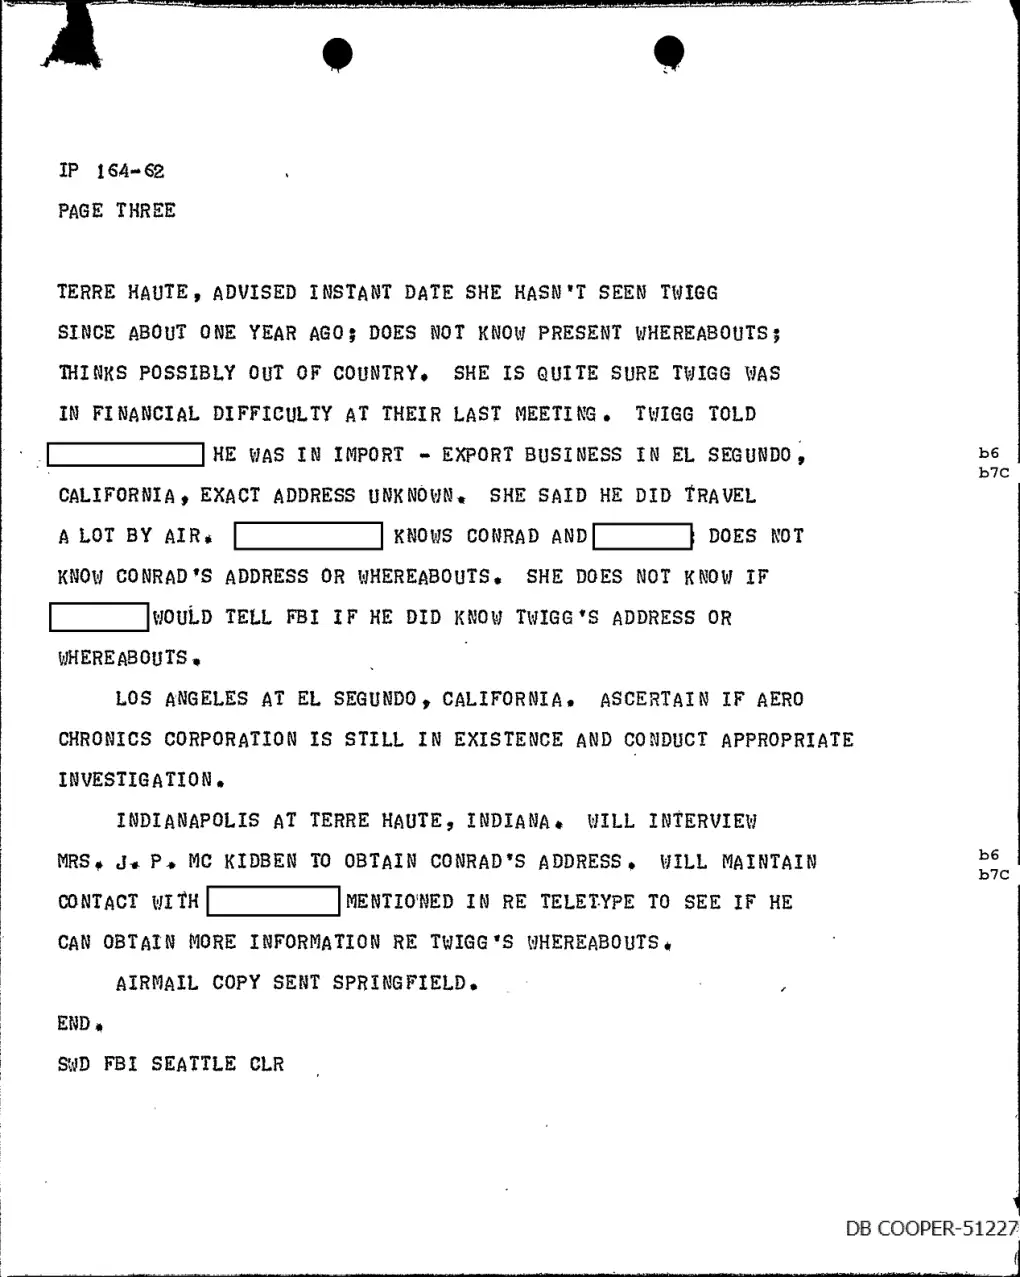 IP 164-62
PAGE THREE
TERRE HAUTE, ADVISED INSTANT DATE SHE HASN'T SEEN TWIGG
SINCE ABOUT ONE YEAR AGO; DOES NOT KNOW PRESENT WHEREABOUTS;
THINKS POSSIBLY OUT OF COUNTRY. SHE IS QUITE SURE TWIGG WAS
IN FINANCIAL DIFFICULTY AT THEIR LAST MEETING. TWIGG TOLD
HE WAS IN IMPORT - EXPORT BUSINESS IN EL SEGUNDO, b6
b7C
CALIFORNIA, EXACT ADDRESS UNKNOWN. SHE SAID HE DID TRAVEL
A LOT BY AIR. KNOWS CONRAD AND DOES NOT
KNOW CONRAD'S ADDRESS OR WHEREABOUTS. SHE DOES NOT KNOW IF
WOULD TELL FBI IF HE DID KNOW TWIGG'S ADDRESS OR
WHEREABOUTS.
LOS ANGELES AT EL SEGUNDO, CALIFORNIA. ASCERTAIN IF AERO
CHRONICS CORPORATION IS STILL IN EXISTENCE AND CONDUCT APPROPRIATE
INVESTIGATION.
INDIANAPOLIS AT TERRE HAUTE, INDIANA. WILL INTERVIEW
MRS. J. P. MC KIDBEN TO OBTAIN CONRAD'S ADDRESS. WILL MAINTAIN b6
b7C
CONTACT WITH MENTIONED IN RE TELETYPE TO SEE IF HE
CAN OBTAIN MORE INFORMATION RE TWIGG'S WHEREABOUTS.
AIRMAIL COPY SENT SPRINGFIELD.
END.
SWD FBI SEATTLE CLR
DB COOPER-51227